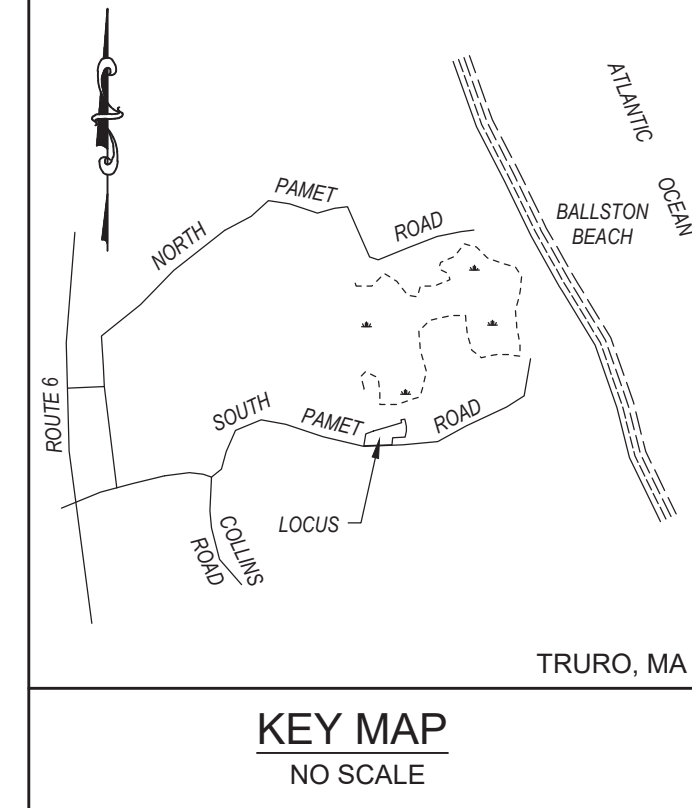 ATLANTIC
OCEAN
BALLSTON
BEACH
PAMET
NORTH
ROAD
ROUTE 6
SOUTH
PAMET
ROAD
LOCUS
COLLINS
ROAD
TRURO, MA
KEY MAP
NO SCALE